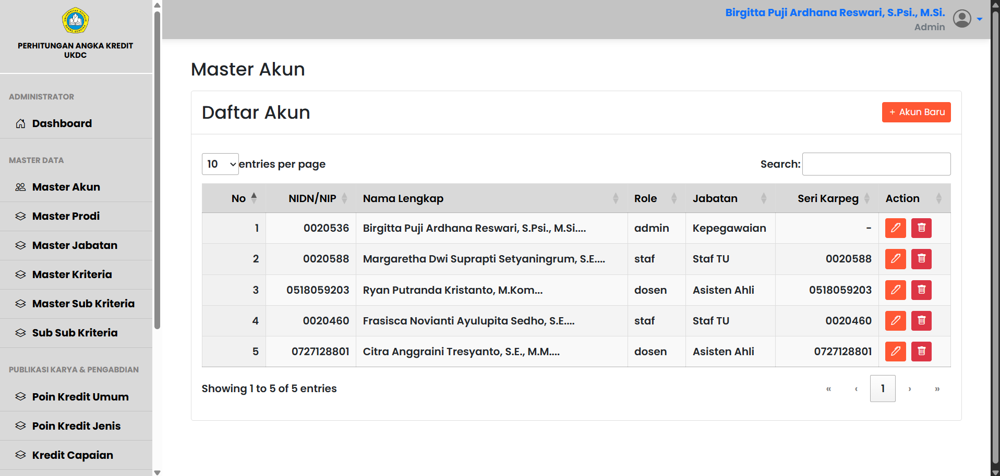 PERHITUNGAN ANGKA KREDIT
UKDC
Birgitta Puji Ardhana Reswari, S.Psi., M.Si.
Admin
ADMINISTRATOR
Dashboard
MASTER DATA
Master Akun
Master Prodi
Master Jabatan
Master Kriteria
Master Sub Kriteria
Sub Sub Kriteria
PUBLIKASI KARYA & PENGABDIAN
Poin Kredit Umum
Poin Kredit Jenis
Kredit Capaian
Master Akun
Daftar Akun
+ Akun Baru
10 entries per page
Search:
No NIDN/NIP Nama Lengkap Role Jabatan Seri Karpeg Action
1 0020536 Birgitta Puji Ardhana Reswari, S.Psi., M.Si.... admin Kepegawaian -
2 0020588 Margaretha Dwi Suprapti Setyaningrum, S.E.... staf Staf TU 0020588
3 0518059203 Ryan Putranda Kristanto, M.Kom... dosen Asisten Ahli 0518059203
4 0020460 Frasisca Novianti Ayulupita Sedho, S.E.... staf Staf TU 0020460
5 0727128801 Citra Anggraini Tresyanto, S.E., M.M.... dosen Asisten Ahli 0727128801
Showing 1 to 5 of 5 entries
« ‹ 1 › »